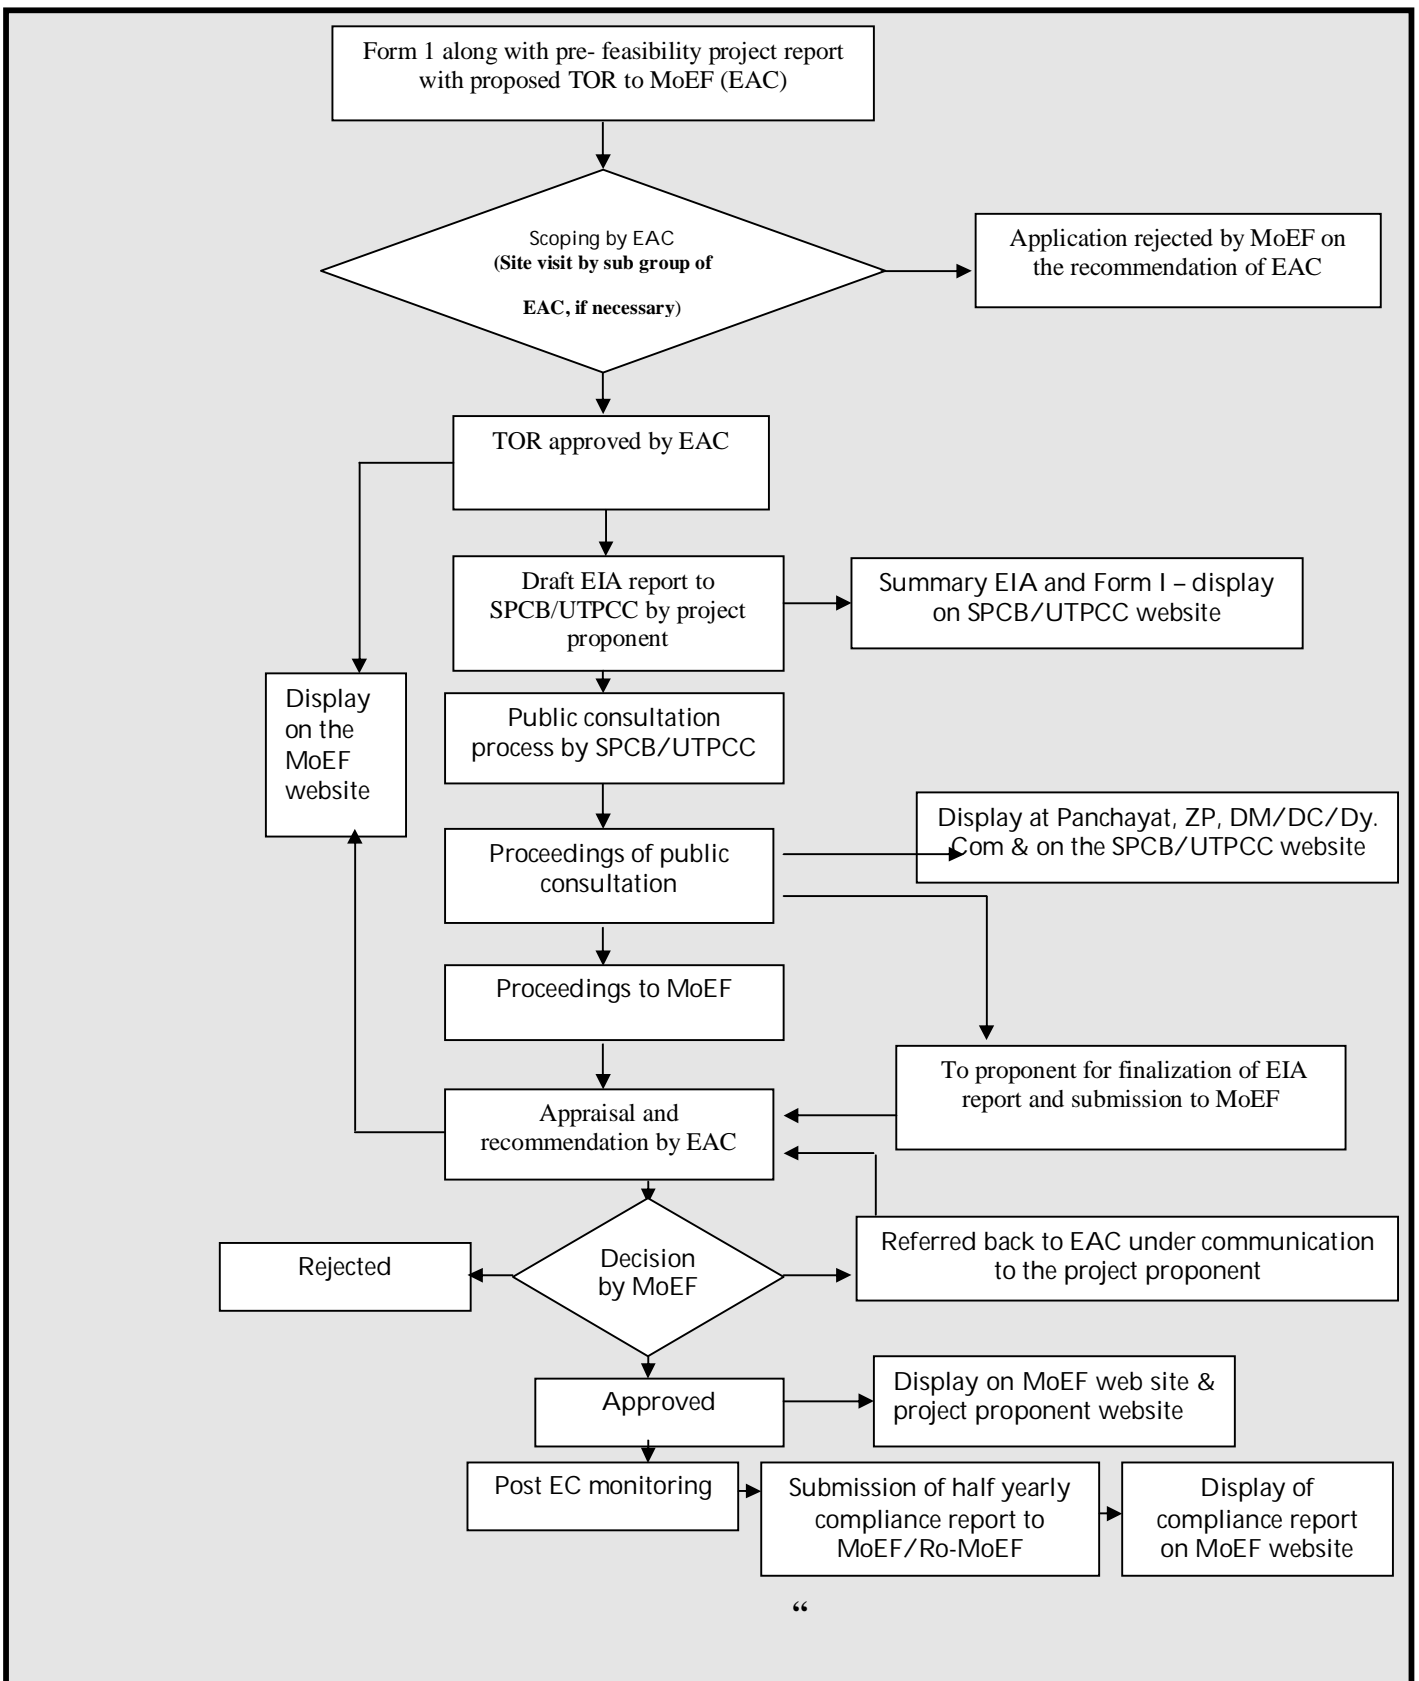 Form 1 along with pre- feasibility project report
with proposed TOR to MoEF (EAC)
Scoping by EAC
(Site visit by sub group of
EAC, if necessary)
Application rejected by MoEF on
the recommendation of EAC
TOR approved by EAC
Draft EIA report to
SPCB/UTPCC by project
proponent
Summary EIA and Form I – display
on SPCB/UTPCC website
Display
on the
MoEF
website
Public consultation
process by SPCB/UTPCC
Proceedings of public
consultation
Display at Panchayat, ZP, DM/DC/Dy.
Com & on the SPCB/UTPCC website
Proceedings to MoEF
To proponent for finalization of EIA
report and submission to MoEF
Appraisal and
recommendation by EAC
Rejected
Decision
by MoEF
Referred back to EAC under communication
to the project proponent
Approved
Display on MoEF web site &
project proponent website
Post EC monitoring
Submission of half yearly
compliance report to
MoEF/Ro-MoEF
Display of
compliance report
on MoEF website
“